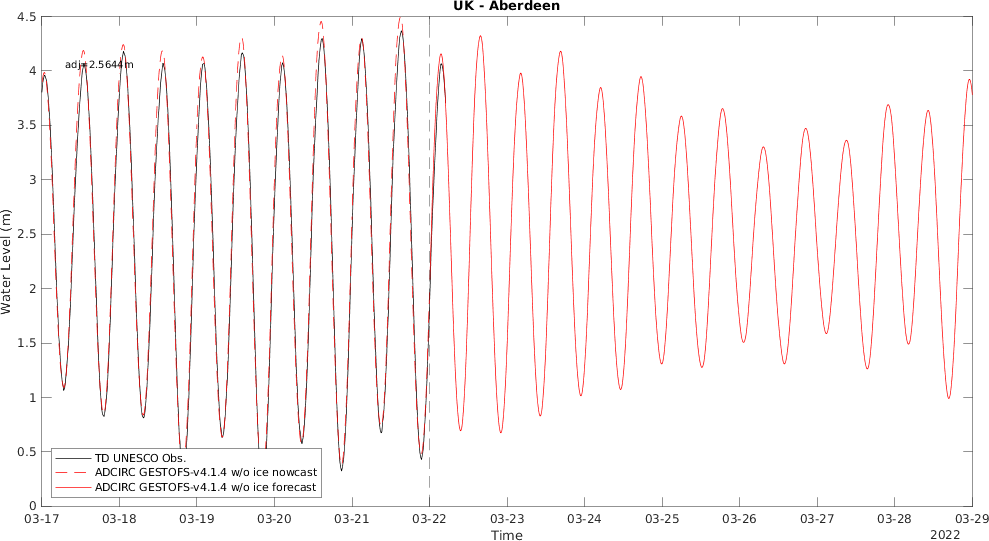 UK - Aberdeen
4.5
4
3.5
3
2.5
2
1.5
1
0.5
0
Water Level (m)
adj=2.5644m
TD UNESCO Obs.
ADCIRC GESTOFS-v4.1.4 w/o ice nowcast
ADCIRC GESTOFS-v4.1.4 w/o ice forecast
03-17 03-18 03-19 03-20 03-21 03-22 03-23 03-24 03-25 03-26 03-27 03-28 03-29
Time
2022